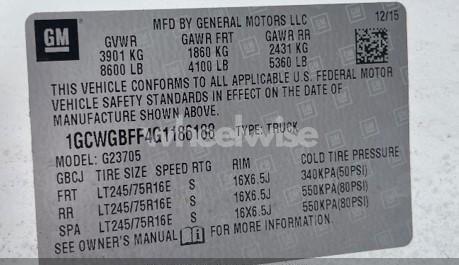 GM
MFD BY GENERAL MOTORS LLC
12/15
GVWR GAWR FRT GAWR RR
3901 KG 1860 KG 2431 KG
8600 LB 4100 LB 5360 LB
THIS VEHICLE CONFORMS TO ALL APPLICABLE U.S. FEDERAL MOTOR
VEHICLE SAFETY STANDARDS IN EFFECT ON THE DATE OF
MANUFACTURE SHOWN ABOVE.
1GCWGBFF4G1186168 TYPE: TRUCK
wheelwise
MODEL: G23705
GBCJ TIRE SIZE SPEED RTG RIM COLD TIRE PRESSURE
FRT LT245/75R16E S 16X6.5J 340KPA(50PSI)
RR LT245/75R16E S 16X6.5J 550KPA(80PSI)
SPA LT245/75R16E S 16X6.5J 550KPA(80PSI)
SEE OWNER'S MANUAL FOR MORE INFORMATION.